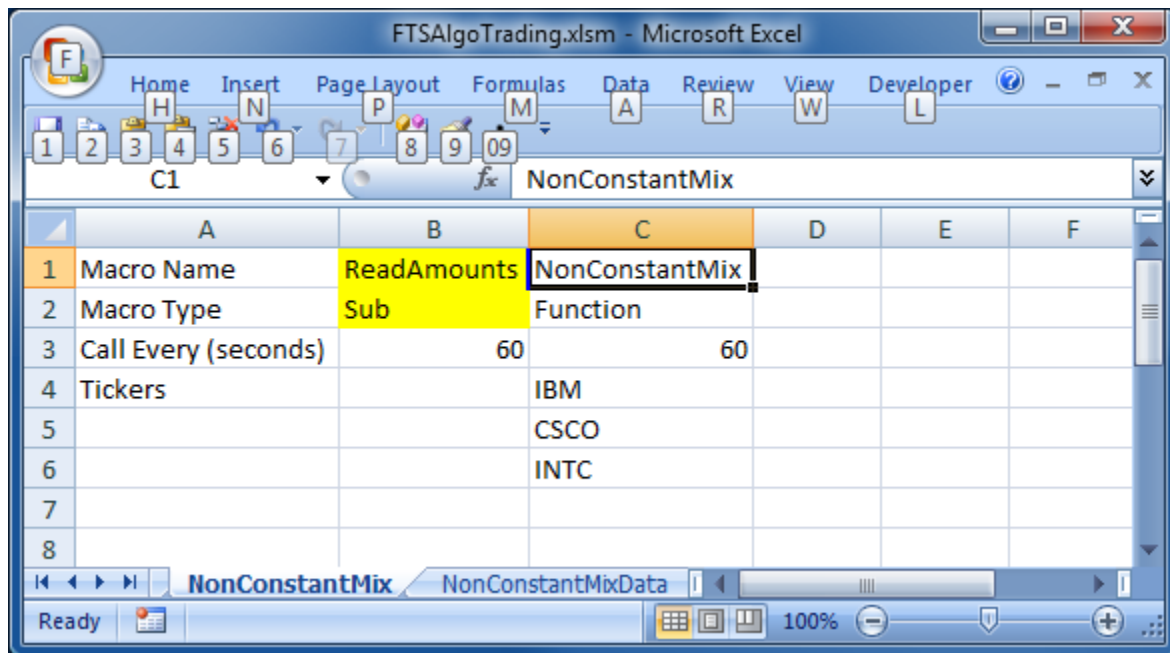 FTSAlgoTrading.xlsm - Microsoft Excel
F
Home Insert Page Layout Formulas Data Review View Developer
H N P M A R W L
1 2 3 4 5 6 7 8 9 09
C1 fx NonConstantMix
A B C D E F
1 Macro Name ReadAmounts NonConstantMix
2 Macro Type Sub Function
3 Call Every (seconds) 60 60
4 Tickers IBM
5 CSCO
6 INTC
7
8
NonConstantMix NonConstantMixData
Ready 100%